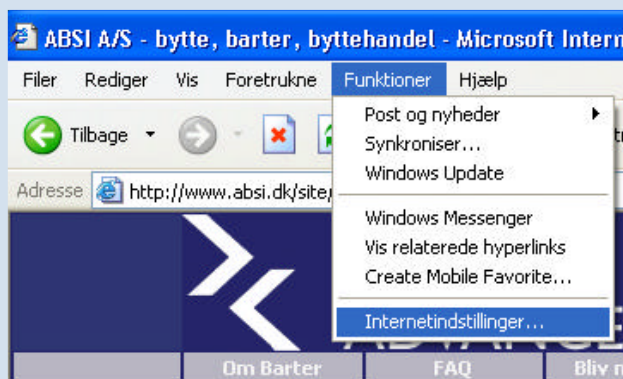 ABSI A/S - bytte, barter, byttehandel - Microsoft
Filer Rediger Vis Foretrukne Funktioner Hjælp
Tilbage
Post og nyheder
Synkroniser...
Windows Update
Adresse http://www.absi.dk/site/
Windows Messenger
Vis relaterede hyperlinks
Create Mobile Favorite...
Internetindstillinger...
Om Barter FAQ Bliv